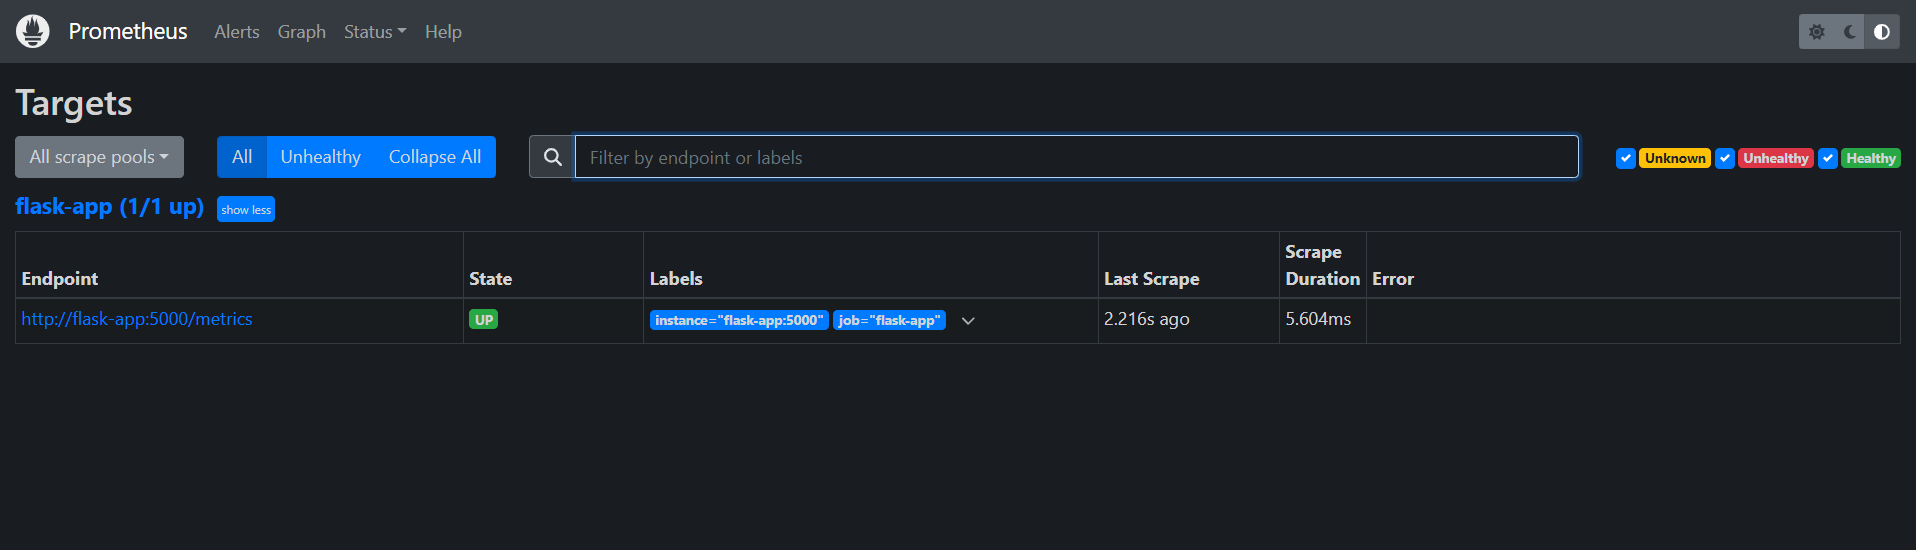 Prometheus Alerts Graph Status Help
Targets
All scrape pools All Unhealthy Collapse All Filter by endpoint or labels Unknown Unhealthy Healthy
flask-app (1/1 up) show less
Endpoint State Labels Last Scrape Scrape Duration Error
http://flask-app:5000/metrics UP instance="flask-app:5000" job="flask-app" 2.216s ago 5.604ms